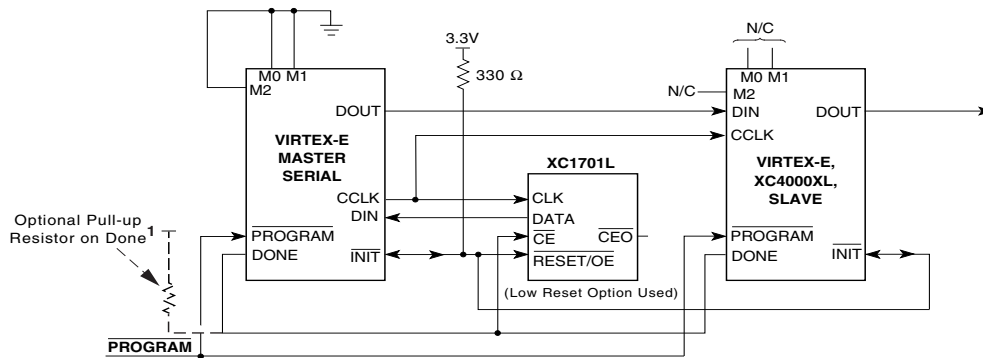 N/C
3.3V
M0 M1
M2
330 Ω
M0 M1
N/C
M2
DOUT
DIN
DOUT
VIRTEX-E
MASTER
SERIAL
CCLK
XC1701L
VIRTEX-E,
XC4000XL,
SLAVE
CCLK
CLK
DIN
DATA
Optional Pull-up
Resistor on Done1
PROGRAM
CE
CEO
PROGRAM
DONE
INIT
RESET/OE
DONE
INIT
(Low Reset Option Used)
PROGRAM